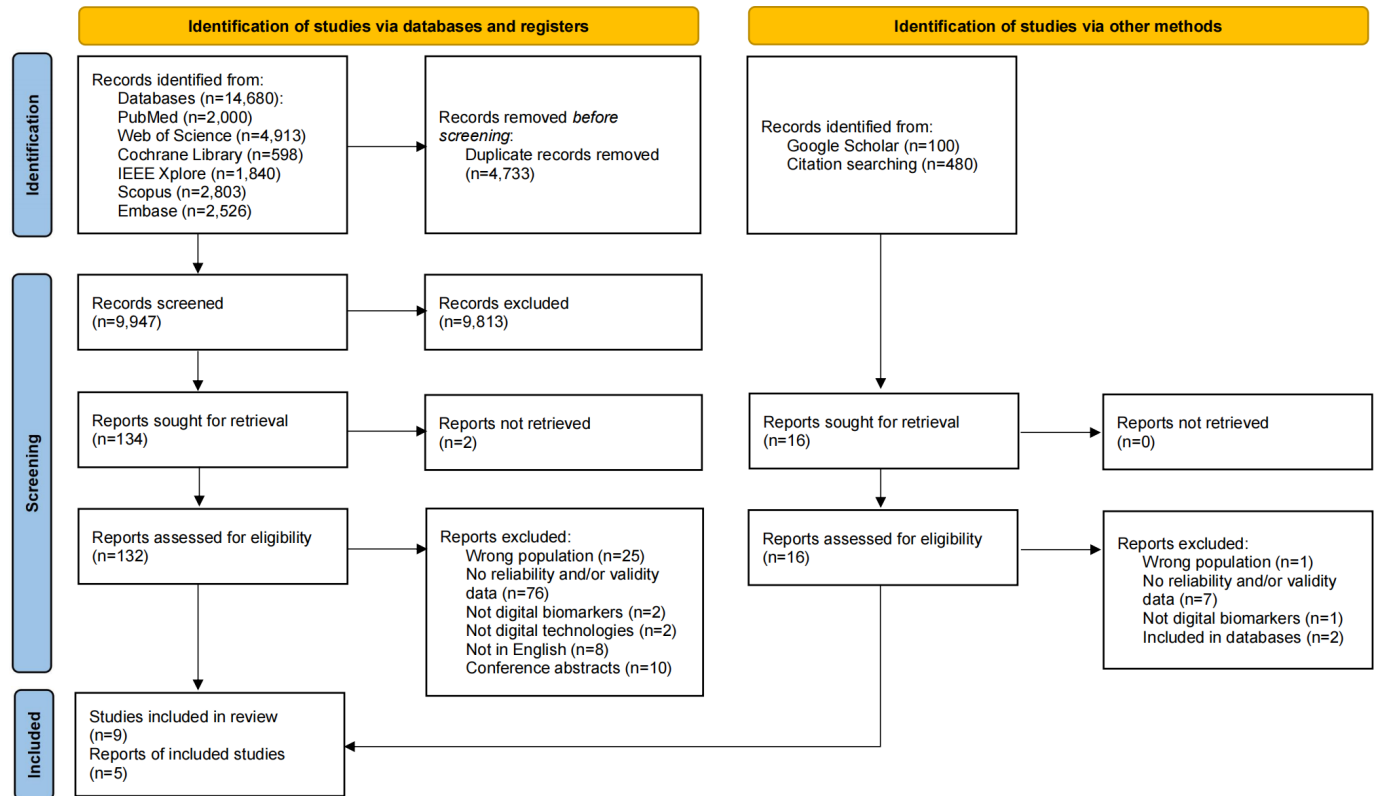 Identification of studies via databases and registers
Identification of studies via other methods
Identification
Records identified from:
Databases (n=14,680):
PubMed (n=2,000)
Web of Science (n=4,913)
Cochrane Library (n=598)
IEEE Xplore (n=1,840)
Scopus (n=2,803)
Embase (n=2,526)
Records removed before
screening:
Duplicate records removed
(n=4,733)
Records identified from:
Google Scholar (n=100)
Citation searching (n=480)
Screening
Records screened
(n=9,947)
Records excluded
(n=9,813)
Reports sought for retrieval
(n=134)
Reports not retrieved
(n=2)
Reports sought for retrieval
(n=16)
Reports not retrieved
(n=0)
Reports assessed for eligibility
(n=132)
Reports excluded:
Wrong population (n=25)
No reliability and/or validity
data (n=76)
Not digital biomarkers (n=2)
Not digital technologies (n=2)
Not in English (n=8)
Conference abstracts (n=10)
Reports assessed for eligibility
(n=16)
Reports excluded:
Wrong population (n=1)
No reliability and/or validity
data (n=7)
Not digital biomarkers (n=1)
Included in databases (n=2)
Included
Studies included in review
(n=9)
Reports of included studies
(n=5)